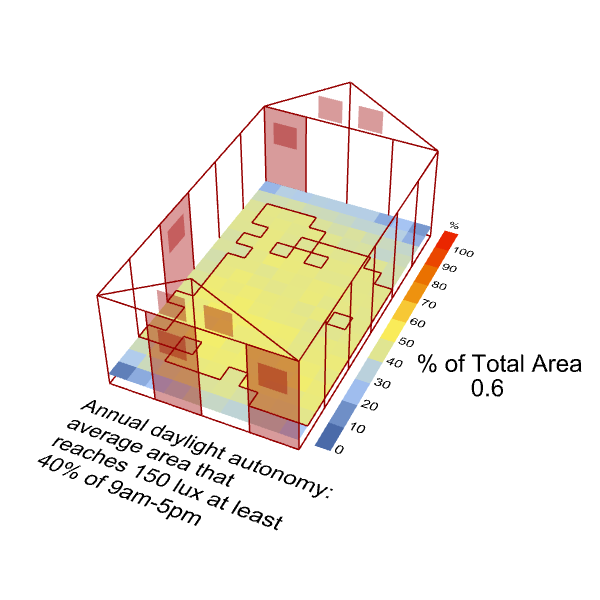 %
100
90
80
70
60
50
40
30
20
10
0
% of Total Area
0.6
Annual daylight autonomy:
average area that
reaches 150 lux at least
40% of 9am-5pm